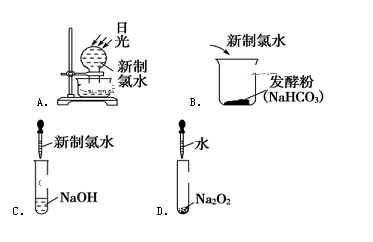 日
光
新制
氯水
A.
新制氯水
发酵粉
(NaHCO₃)
B.
新制氯水
NaOH
C.
水
Na₂O₂
D.